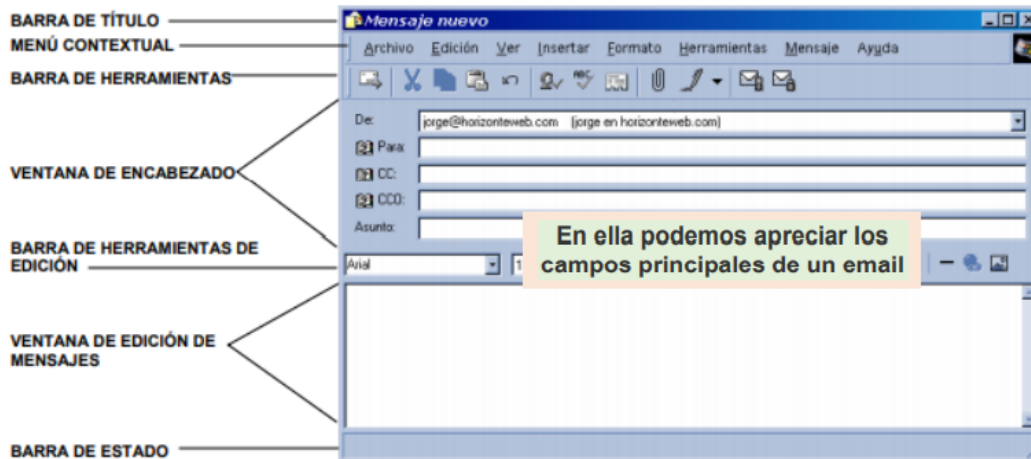 BARRA DE TÍTULO
Mensaje nuevo
MENÚ CONTEXTUAL
Archivo Edición Ver Insertar Formato Herramientas Mensaje Ayuda
BARRA DE HERRAMIENTAS
De: jorge@horizonteweb.com (jorge en horizonteweb.com)
Para:
VENTANA DE ENCABEZADO
CC:
CCO:
Asunto:
En ella podemos apreciar los
campos principales de un email
BARRA DE HERRAMIENTAS DE
EDICIÓN
Arial
VENTANA DE EDICIÓN DE
MENSAJES
BARRA DE ESTADO